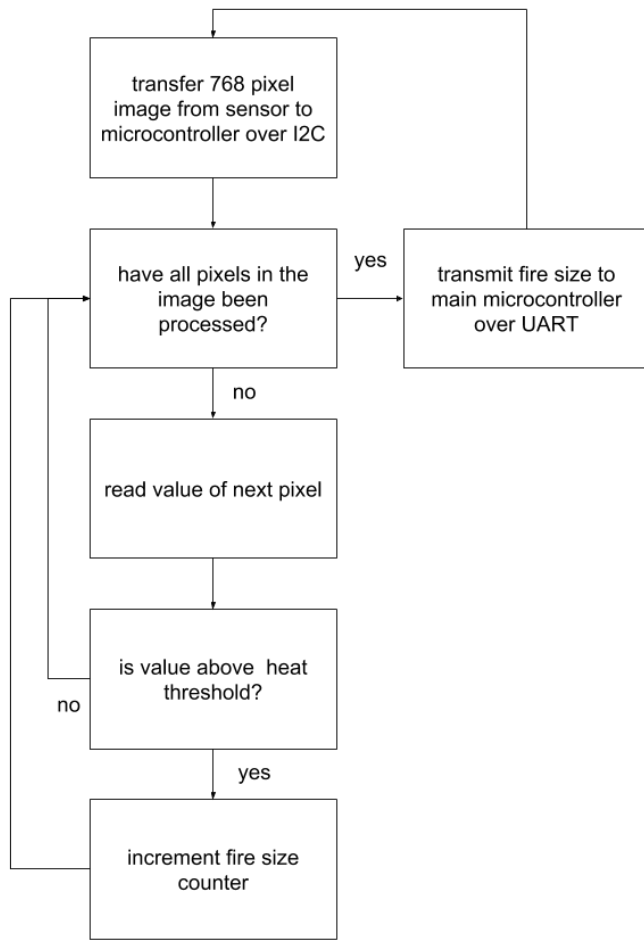 transfer 768 pixel
image from sensor to
microcontroller over I2C
have all pixels in the
image been
processed?
yes
transmit fire size to
main microcontroller
over UART
no
read value of next pixel
is value above heat
threshold?
no
yes
increment fire size
counter